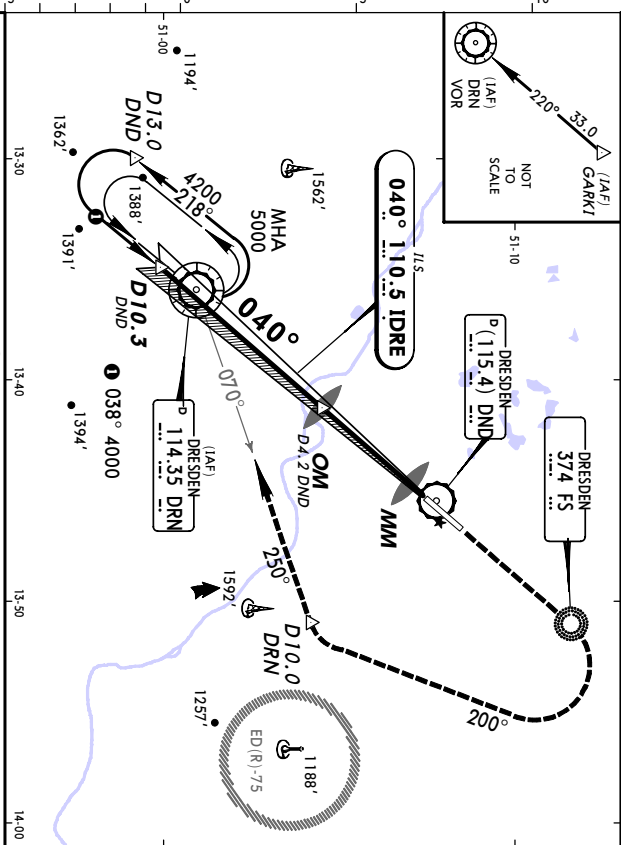 (IAF)
GARKI
33.0
220°
(IAF)
DRN
VOR
NOT
TO
SCALE
51-10
51-00
13-30
13-40
13-50
14-00
1194'
1362'
1388'
1391'
1394'
1562'
D13.0
DND
4200
218°
MHA
5000
ILS
040° 110.5 IDRE
040°
D10.3
DND
1 038° 4000
1
(IAF)
DRESDEN
D 114.35 DRN
070°
OM
D4.2 DND
MM
DRESDEN
D (115.4) DND
DRESDEN
374 FS
250°
D10.0
DRN
200°
1592'
1257'
1188'
ED(R)-75